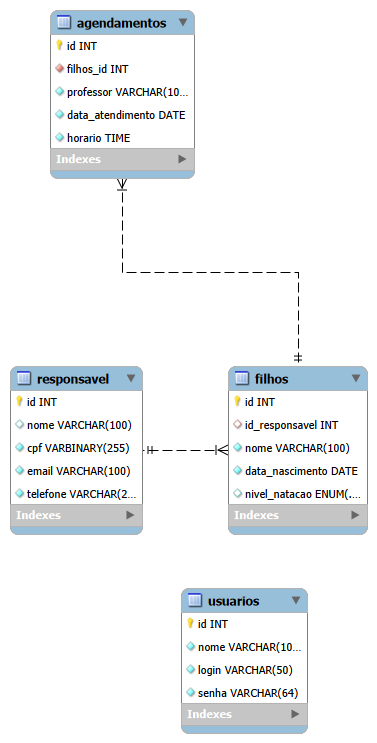 agendamentos
id INT
filhos_id INT
professor VARCHAR(10...
data_atendimento DATE
horario TIME
Indexes
responsavel
id INT
nome VARCHAR(100)
cpf VARBINARY(255)
email VARCHAR(100)
telefone VARCHAR(2...
Indexes
filhos
id INT
id_responsavel INT
nome VARCHAR(100)
data_nascimento DATE
nivel_natacao ENUM(...
Indexes
usuarios
id INT
nome VARCHAR(10...
login VARCHAR(50)
senha VARCHAR(64)
Indexes